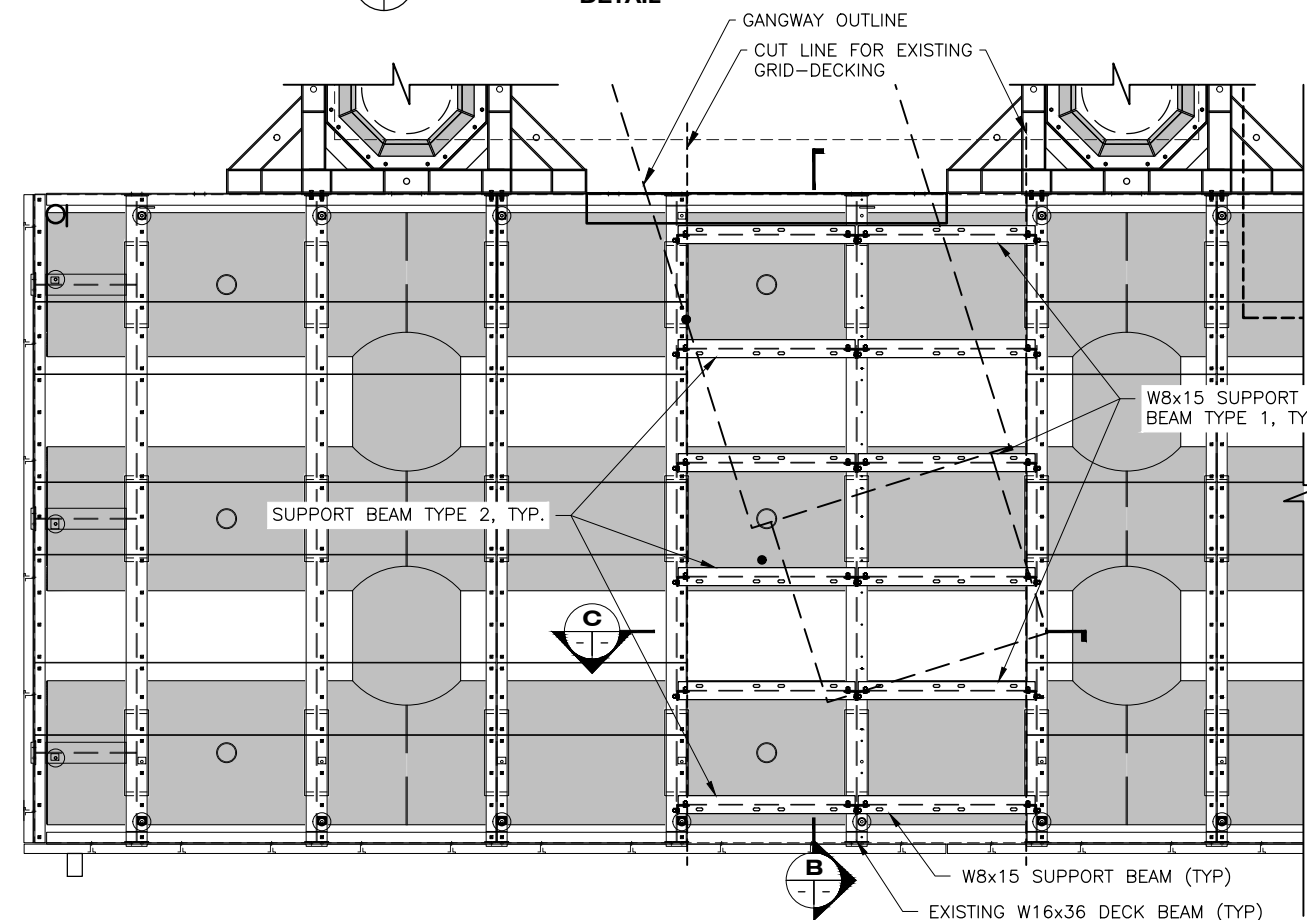 DETAIL
GANGWAY OUTLINE
CUT LINE FOR EXISTING
GRID-DECKING
W8x15 SUPPORT
BEAM TYPE 1, TY
SUPPORT BEAM TYPE 2, TYP.
C
- -
B
- -
W8x15 SUPPORT BEAM (TYP)
EXISTING W16x36 DECK BEAM (TYP)